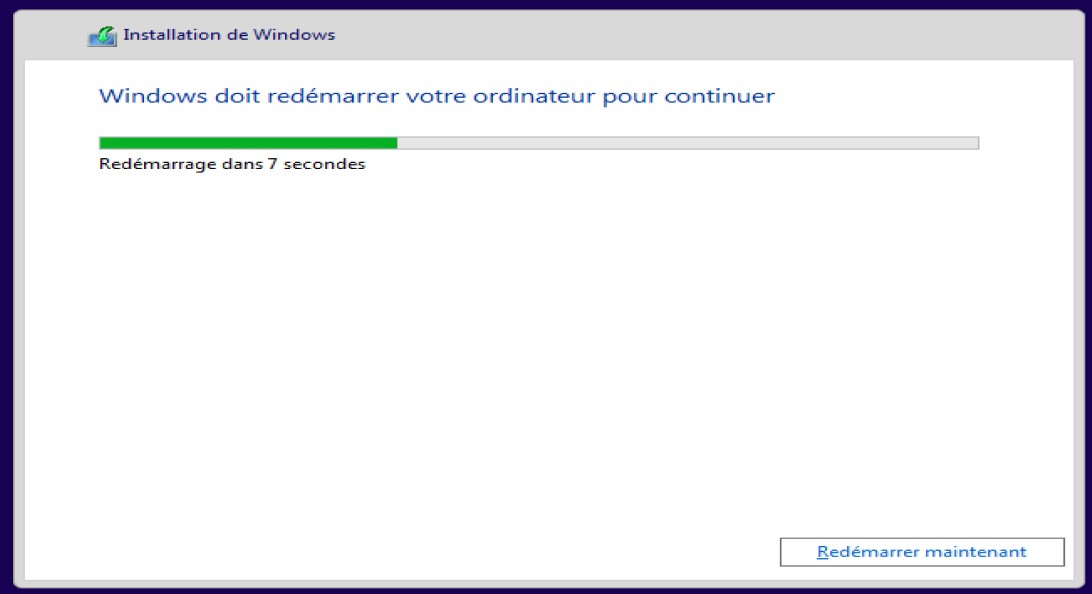 Installation de Windows
Windows doit redémarrer votre ordinateur pour continuer
Redémarrage dans 7 secondes
Redémarrer maintenant